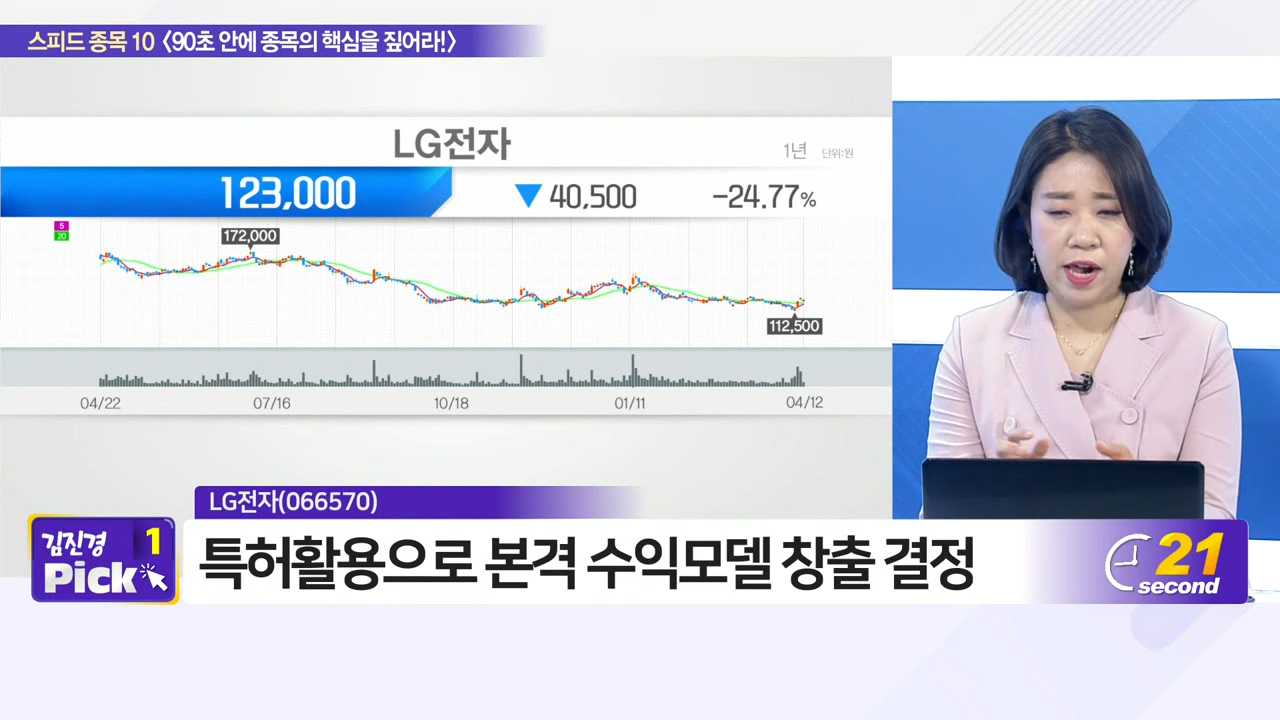 스피드 종목 10 <90초 안에 종목의 핵심을 짚어라!>
LG전자
1년 단위:원
123,000 ▼ 40,500 -24.77%
5
20
172,000
112,500
04/22 07/16 10/18 01/11 04/12
LG전자(066570)
김진경 1
Pick
특허활용으로 본격 수익모델 창출 결정
21
second